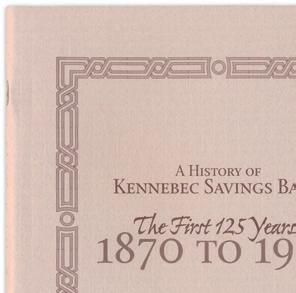 A HISTORY OF
KENNEBEC SAVINGS BA
The First 125 Years
1870 TO 19